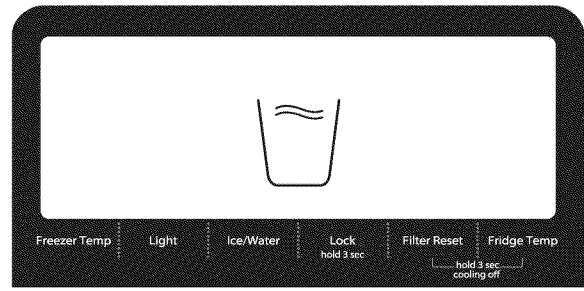 Freezer Temp
Light
Ice/Water
Lock
hold 3 sec
Filter Reset
Fridge Temp
hold 3 sec
cooling off